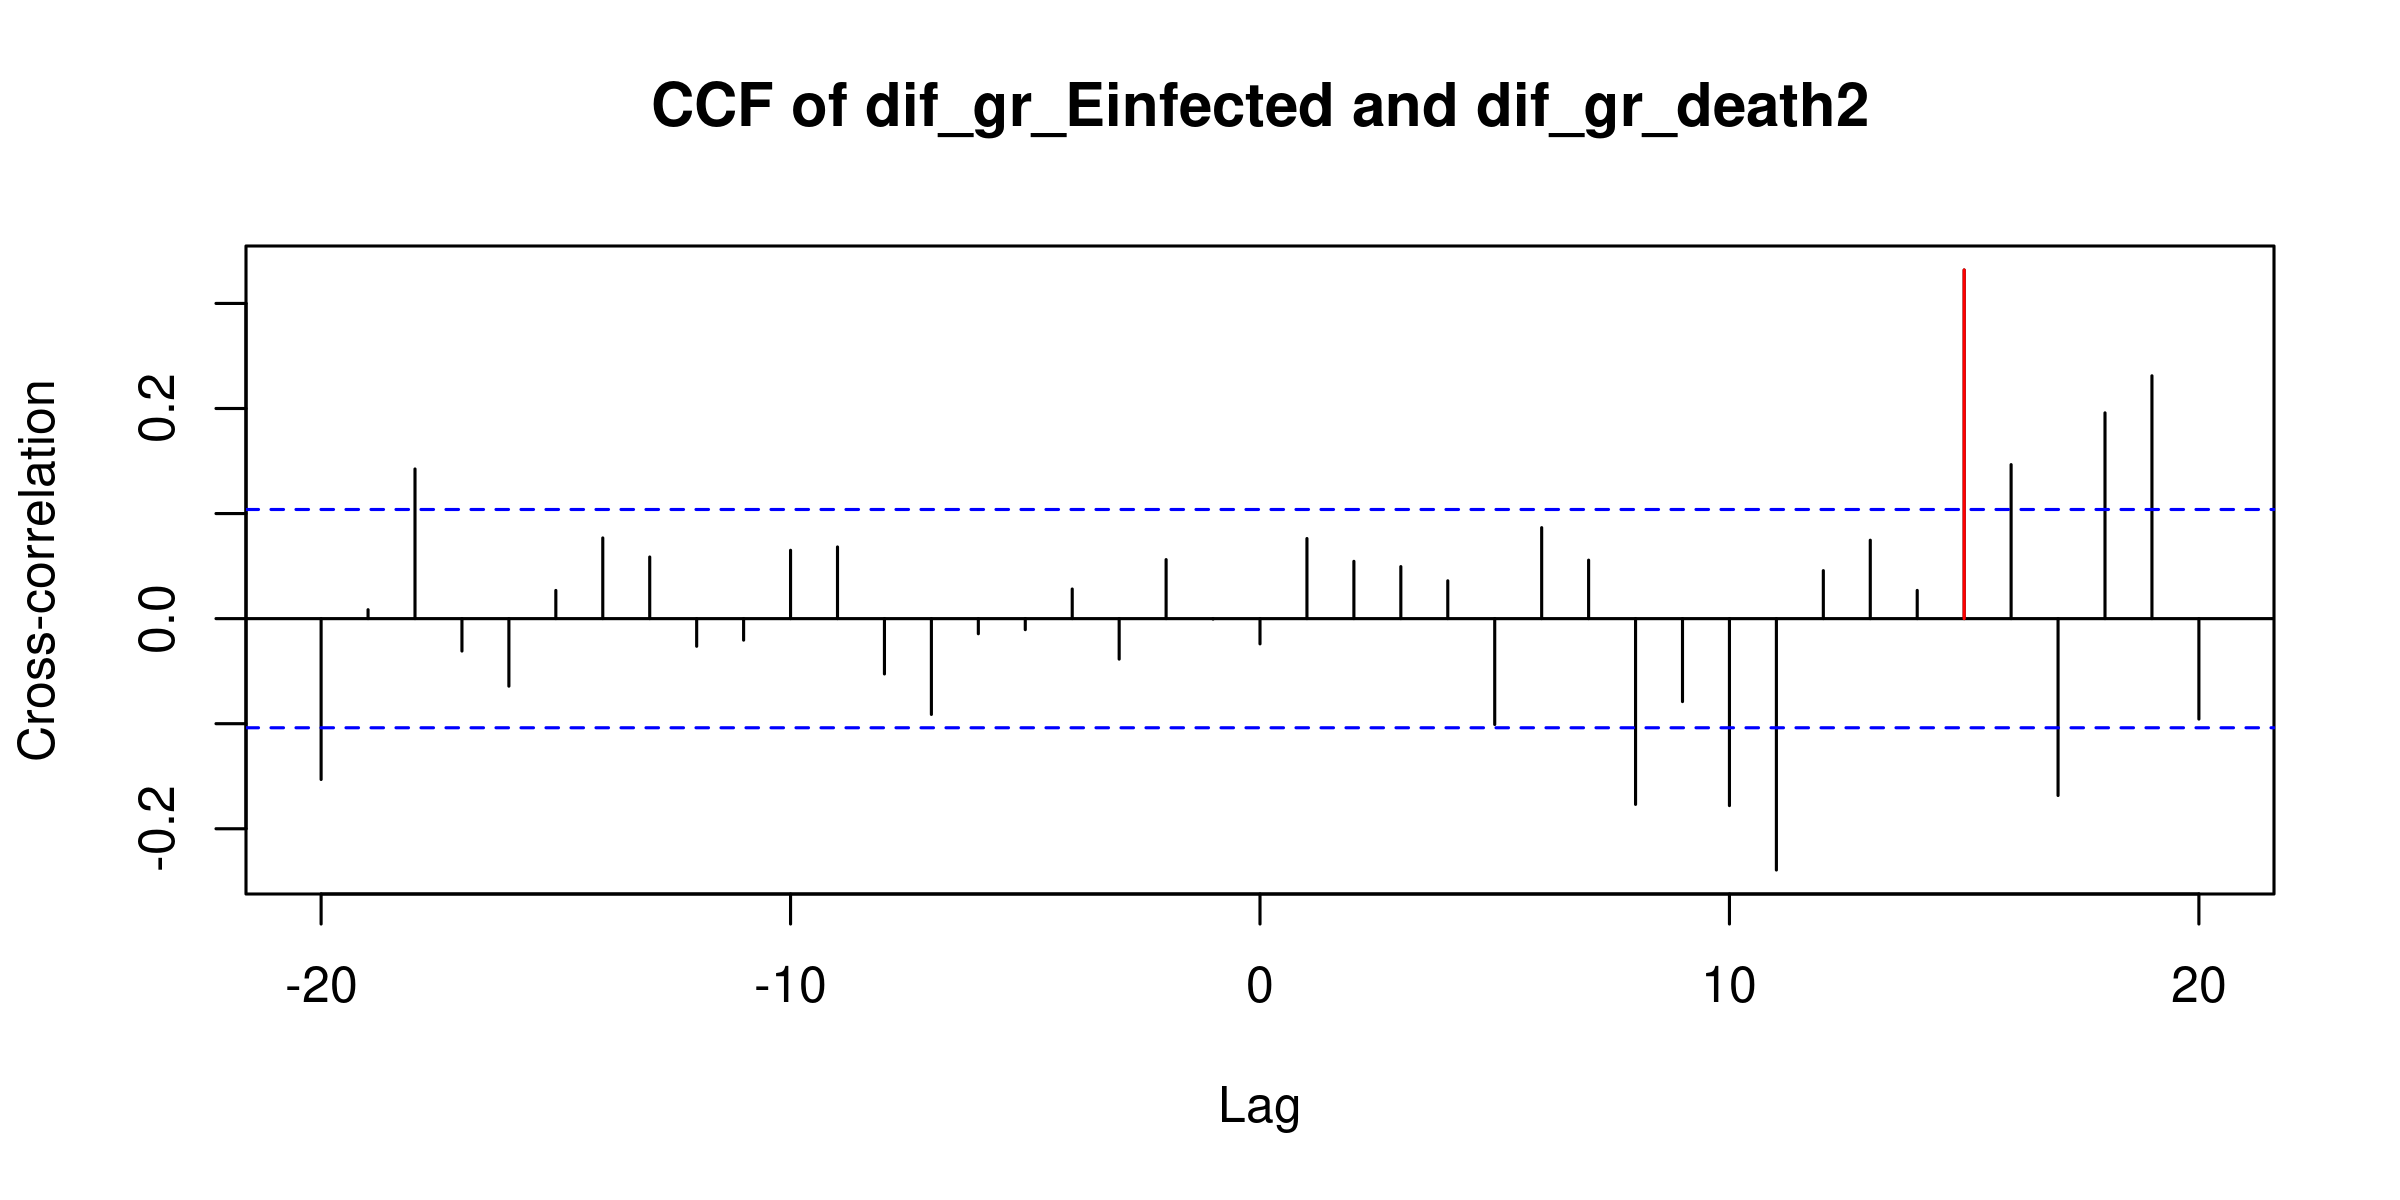 CCF of dif_gr_Einfected and dif_gr_death2
Cross-correlation
0.2
0.0
-0.2
-20 -10 0 10 20
Lag